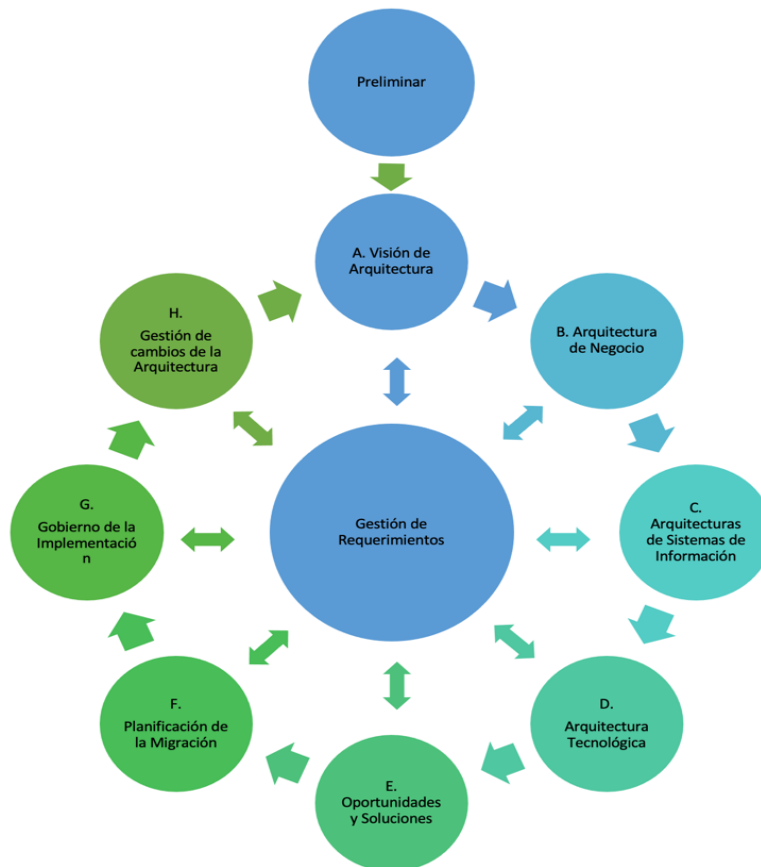 Preliminar
A. Visión de
Arquitectura
B. Arquitectura
de Negocio
C.
Arquitecturas
de Sistemas de
Información
D.
Arquitectura
Tecnológica
E.
Oportunidades
y Soluciones
F.
Planificación de
la Migración
G.
Gobierno de la
Implementació
n
H.
Gestión de
cambios de la
Arquitectura
Gestión de
Requerimientos